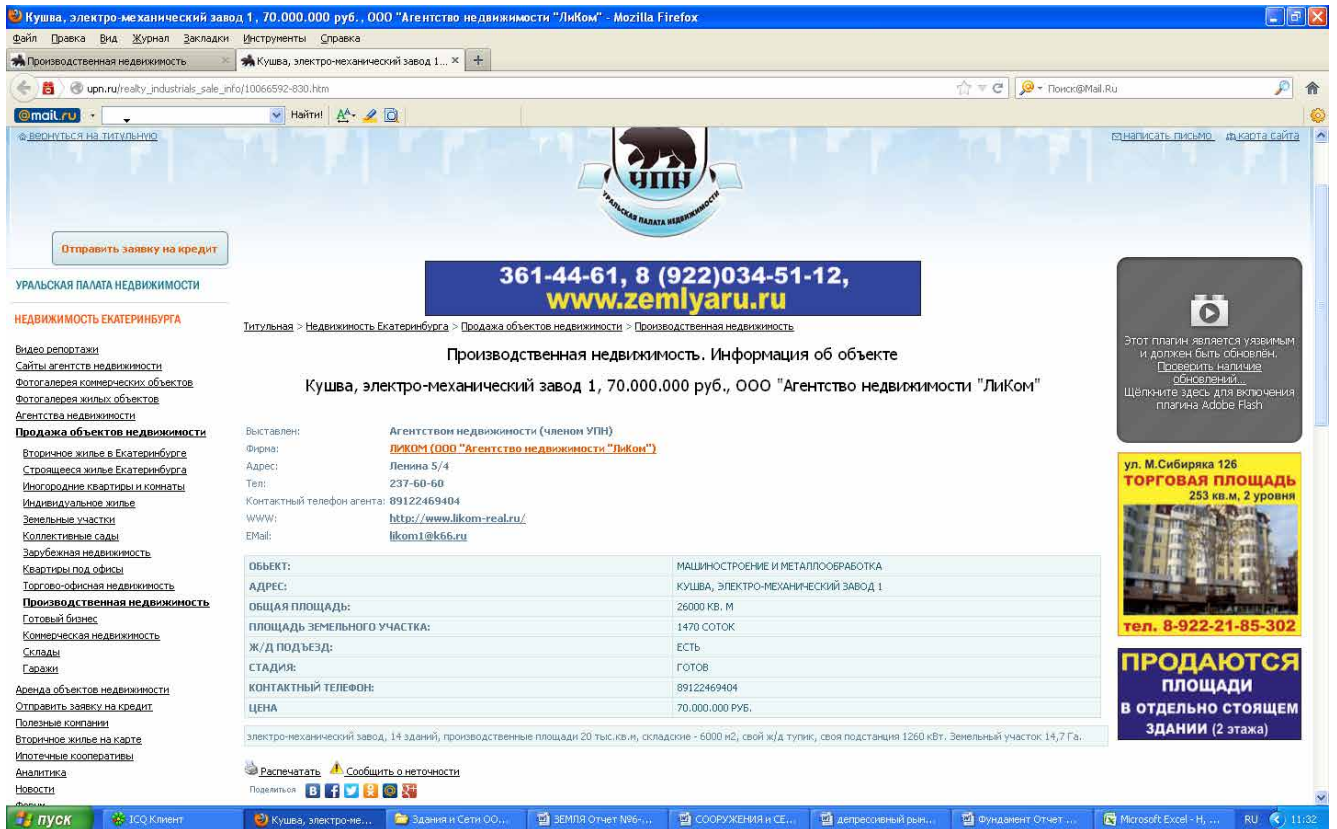 Кушва, электро-механический завод 1, 70.000.000 руб., ООО "Агентство недвижимости "ЛиКом" - Mozilla Firefox
Файл Правка Вид Журнал Закладки Инструменты Справка
Производственная недвижимость
Кушва, электро-механический завод 1...
upn.ru/realty_industrials_sale_info/10066592-830.htm
Поиск@Mail.Ru
@mail.ru
Найти!
вернуться на титульную
написать письмо карта сайта
УПН
УРАЛЬСКАЯ ПАЛАТА НЕДВИЖИМОСТИ
Отправить заявку на кредит
УРАЛЬСКАЯ ПАЛАТА НЕДВИЖИМОСТИ
НЕДВИЖИМОСТЬ ЕКАТЕРИНБУРГА
Видео репортажи
Сайты агентств недвижимости
Фотогалерея коммерческих объектов
Фотогалерея жилых объектов
Агентства недвижимости
Продажа объектов недвижимости
Вторичное жилье в Екатеринбурге
Строящееся жилье Екатеринбурга
Иногородние квартиры и комнаты
Индивидуальное жилье
Земельные участки
Коллективные сады
Зарубежная недвижимость
Квартиры под офисы
Торгово-офисная недвижимость
Производственная недвижимость
Готовый бизнес
Коммерческая недвижимость
Склады
Гаражи
Аренда объектов недвижимости
Отправить заявку на кредит
Полезные компании
Вторичное жилье на карте
Ипотечные кооперативы
Аналитика
Новости
Форум
361-44-61, 8 (922)034-51-12,
www.zemlyaru.ru
Титульная > Недвижимость Екатеринбурга > Продажа объектов недвижимости > Производственная недвижимость
Производственная недвижимость. Информация об объекте
Кушва, электро-механический завод 1, 70.000.000 руб., ООО "Агентство недвижимости "ЛиКом"
Выставлен: Агентством недвижимости (членом УПН)
Фирма: ЛИКОМ (ООО "Агентство недвижимости "ЛиКом")
Адрес: Ленина 5/4
Тел: 237-60-60
Контактный телефон агента: 89122469404
WWW: http://www.likom-real.ru/
EMail: likom1@k66.ru
ОБЪЕКТ: МАШИНОСТРОЕНИЕ И МЕТАЛЛООБРАБОТКА
АДРЕС: КУШВА, ЭЛЕКТРО-МЕХАНИЧЕСКИЙ ЗАВОД 1
ОБЩАЯ ПЛОЩАДЬ: 26000 КВ. М
ПЛОЩАДЬ ЗЕМЕЛЬНОГО УЧАСТКА: 1470 СОТОК
Ж/Д ПОДЪЕЗД: ЕСТЬ
СТАДИЯ: ГОТОВ
КОНТАКТНЫЙ ТЕЛЕФОН: 89122469404
ЦЕНА 70.000.000 РУБ.
электро-механический завод, 14 зданий, производственные площади 20 тыс.кв.м, складские - 6000 м2, свой ж/д тупик, своя подстанция 1260 кВт. Земельный участок 14,7 Га.
Распечатать Сообщить о неточности
Поделиться
Этот плагин является уязвимым
и должен быть обновлён.
Проверить наличие
обновлений...
Щёлкните здесь для включения
плагина Adobe Flash
ул. М.Сибиряка 126
ТОРГОВАЯ ПЛОЩАДЬ
253 кв.м, 2 уровня
тел. 8-922-21-85-302
ПРОДАЮТСЯ
ПЛОЩАДИ
В ОТДЕЛЬНО СТОЯЩЕМ
ЗДАНИИ (2 этажа)
пуск
ICQ Клиент
Кушва, электро-ме...
Здания и Сети ОО...
ЗЕМЛЯ Отчет №6-...
СООРУЖЕНИЯ и СЕ...
депрессивный рын...
Фундамент Отчет ...
Microsoft Excel - Н, ...
RU
11:32